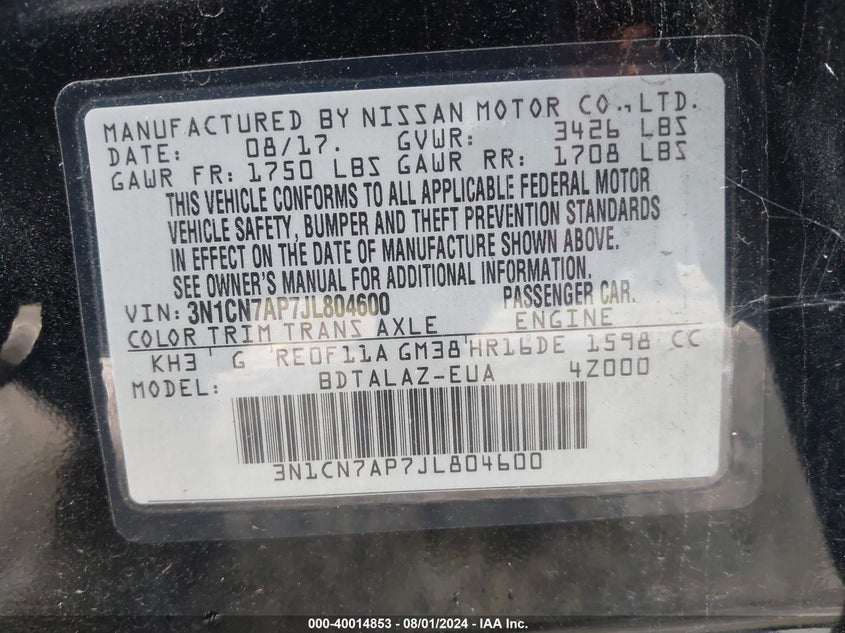 MANUFACTURED BY NISSAN MOTOR CO.,LTD.
DATE: 08/17. GVWR: 3426 LBS
GAWR FR: 1750 LBS GAWR RR: 1708 LBS
THIS VEHICLE CONFORMS TO ALL APPLICABLE FEDERAL MOTOR
VEHICLE SAFETY, BUMPER AND THEFT PREVENTION STANDARDS
IN EFFECT ON THE DATE OF MANUFACTURE SHOWN ABOVE.
SEE OWNER'S MANUAL FOR ADDITIONAL INFORMATION.
VIN: 3N1CN7AP7JL804600 PASSENGER CAR.
COLOR TRIM TRANS AXLE ENGINE
KH3 G RE0F11A GM38 HR16DE 1598 CC
MODEL: BDTALAZ-EUA 4Z000
3N1CN7AP7JL804600
000-40014853 - 08/01/2024 - IAA Inc.